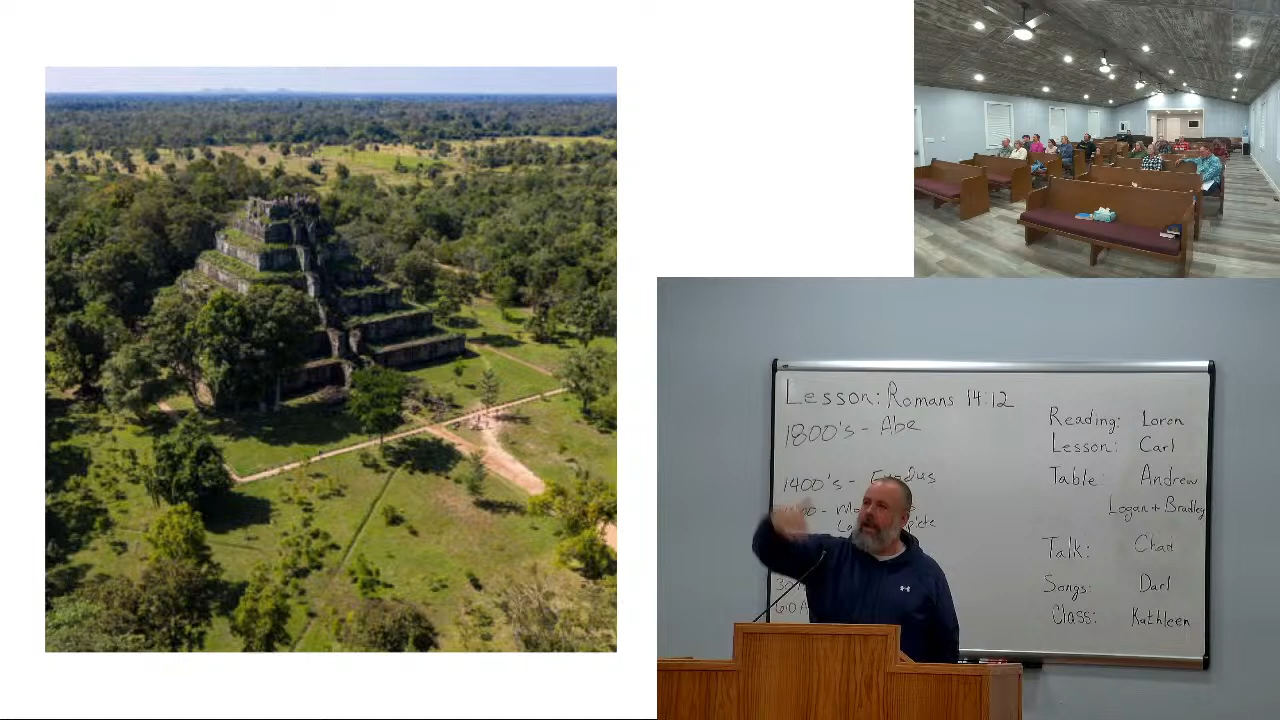 Lesson: Romans 14:12
1800's - Abe
1400's - Exodus
Reading: Loren
Lesson: Carl
Table: Andrew
Logan + Bradley
Talk: Chad
Songs: Darl
Class: Kathleen